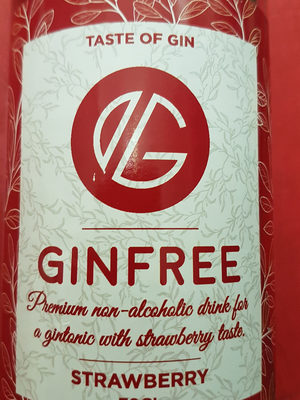 TASTE OF GIN
GINFREE
Premium non-alcoholic drink for
a gintonic with strawberry taste.
STRAWBERRY